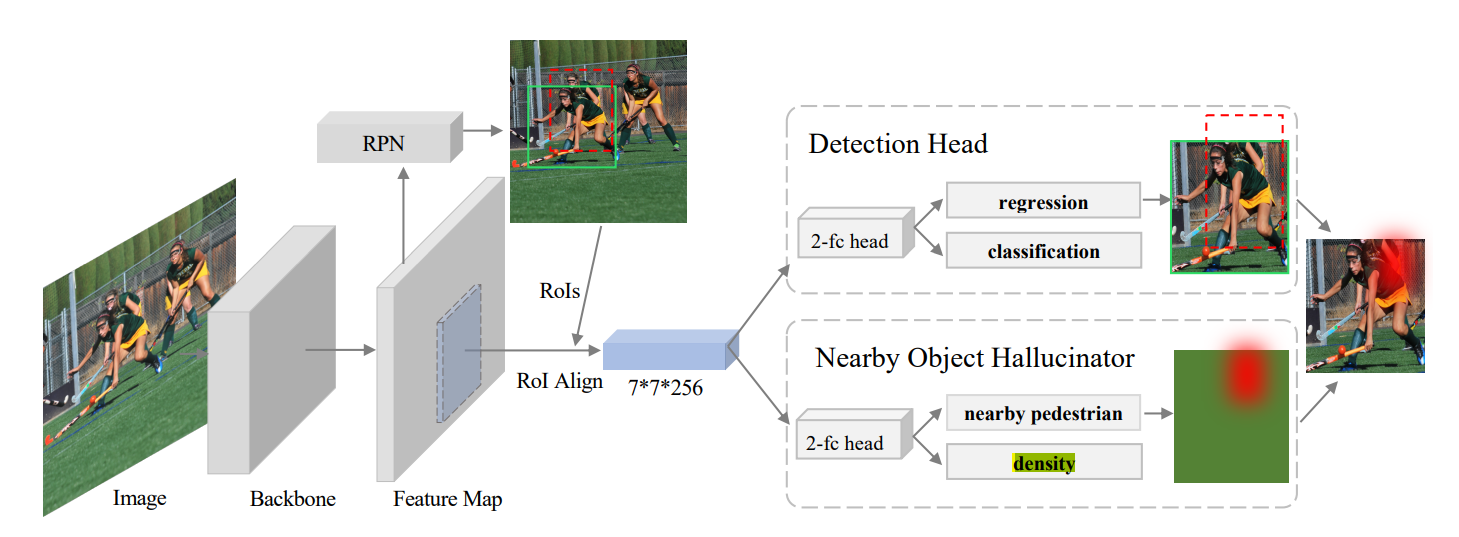 RPN
RoIs
RoI Align
7*7*256
Image
Backbone
Feature Map
Detection Head
2-fc head
regression
classification
Nearby Object Hallucinator
2-fc head
nearby pedestrian
density